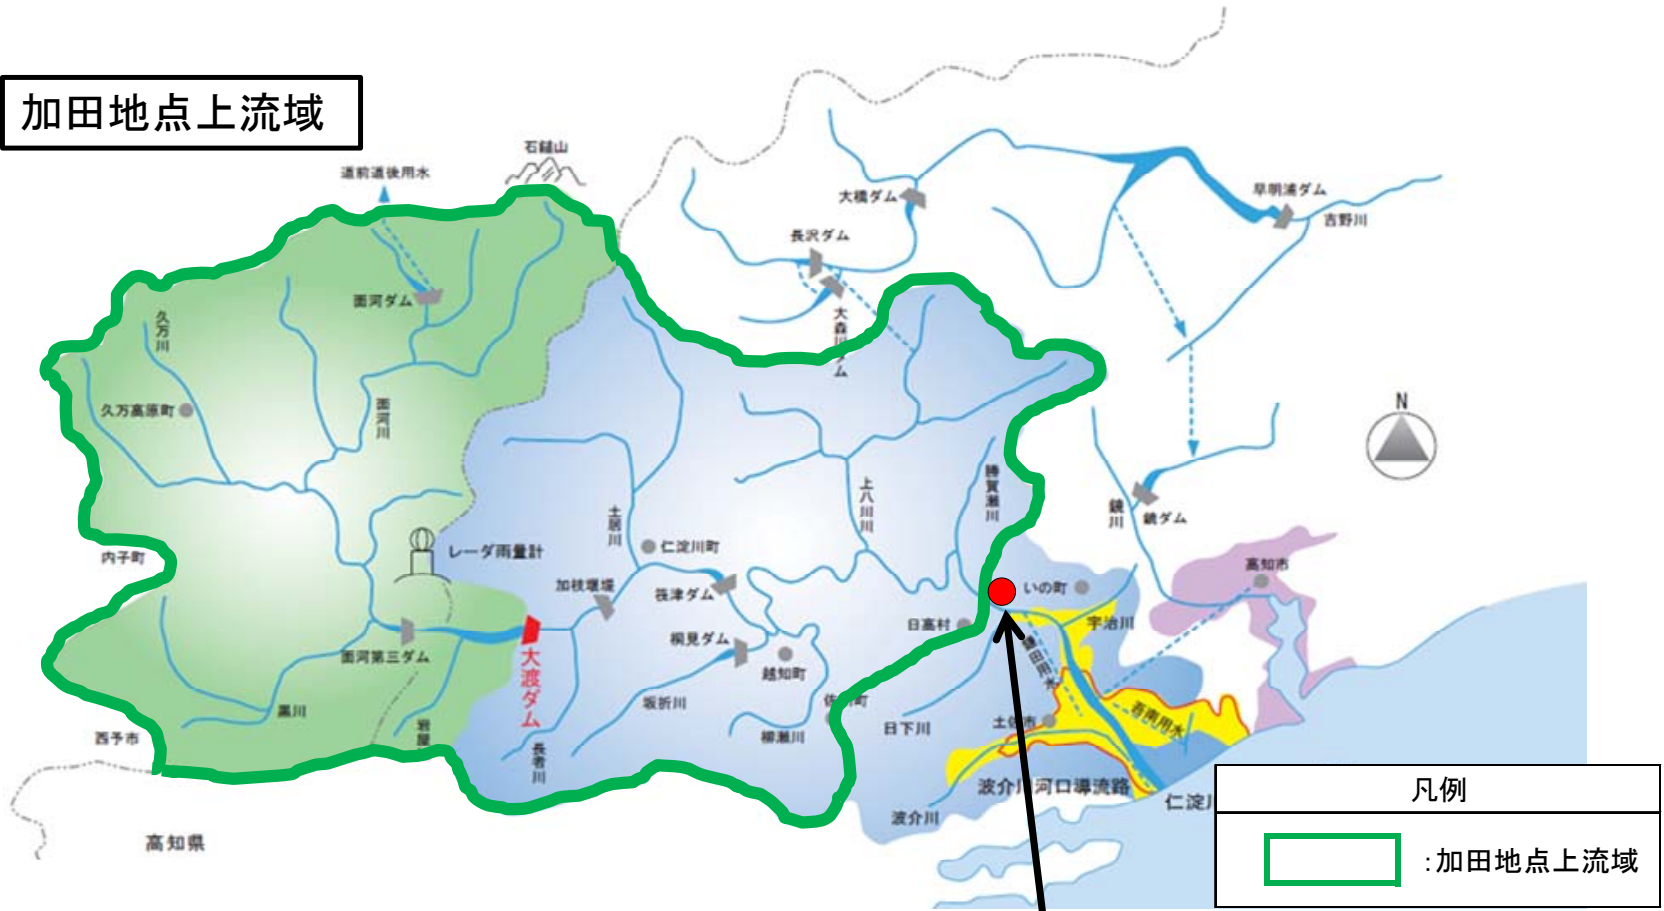 加田地点上流域
石鎚山
道前道後用水
大橋ダム
早明浦ダム
吉野川
長沢ダム
面河ダム
大森川ダム
久万川
久万高原町
面河川
N
上八川川
勝賀瀬川
鏡川
鏡ダム
土居川
仁淀川町
内子町
レーダ雨量計
高知市
加枝堰堤
筏津ダム
いの町
日高村
宇治川
桐見ダム
鎌田用水
面河第三ダム
大渡ダム
越知町
坂折川
佐川町
黒川
岩屋
土佐市
吾南用水
日下川
柳瀬川
西予市
長者川
波介川河口導流路
仁淀川
波介川
高知県
凡例
:加田地点上流域